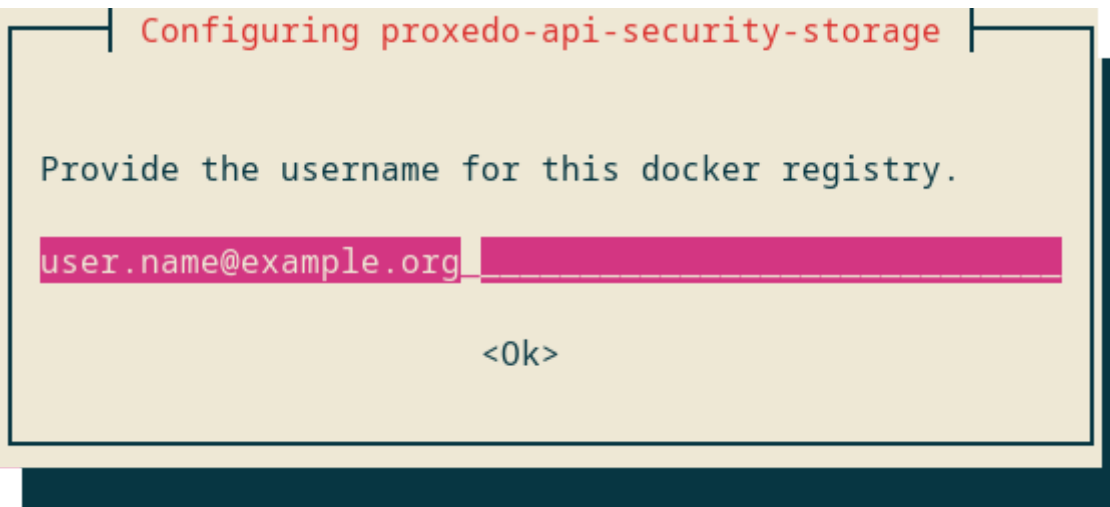 Configuring proxedo-api-security-storage
Provide the username for this docker registry.
user.name@example.org
<Ok>